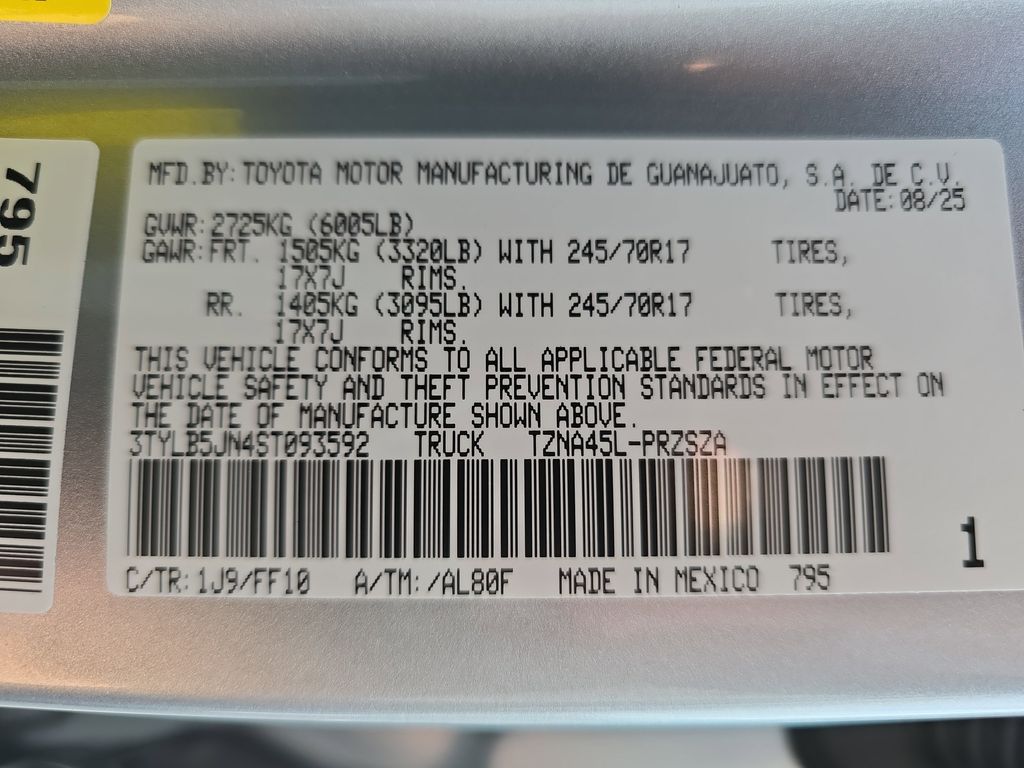 MFD.BY:TOYOTA MOTOR MANUFACTURING DE GUANAJUATO, S.A. DE C.V.
DATE:08/25
GVWR:2725KG (6005LB)
GAWR:FRT. 1505KG (3320LB) WITH 245/70R17 TIRES,
17X7J RIMS.
RR. 1405KG (3095LB) WITH 245/70R17 TIRES,
17X7J RIMS.
THIS VEHICLE CONFORMS TO ALL APPLICABLE FEDERAL MOTOR
VEHICLE SAFETY AND THEFT PREVENTION STANDARDS IN EFFECT ON
THE DATE OF MANUFACTURE SHOWN ABOVE.
3TYLB5JN4ST093592 TRUCK TZNA45L-PRZSZA
1
C/TR:1J9/FF10 A/TM:/AL80F MADE IN MEXICO 795
795